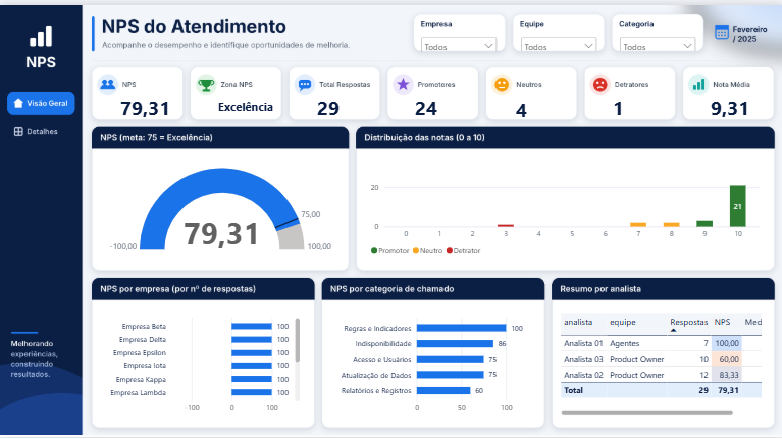 NPS
Visão Geral
Detalhes
Melhorando
experiências,
construindo
resultados.
NPS do Atendimento
Acompanhe o desempenho e identifique oportunidades de melhoria.
Empresa
Todos
Equipe
Todos
Categoria
Todos
Fevereiro
/ 2025
NPS
79,31
Zona NPS
Excelência
Total Respostas
29
Promotores
24
Neutros
4
Detratores
1
Nota Média
9,31
NPS (meta: 75 = Excelência)
75,00
79,31
-100,00
100,00
Distribuição das notas (0 a 10)
20
21
0
0 1 2 3 4 5 6 7 8 9 10
Promotor Neutro Detrator
NPS por empresa (por nº de respostas)
Empresa Beta 100
Empresa Delta 100
Empresa Epsilon 100
Empresa Iota 100
Empresa Kappa 100
Empresa Lambda 100
-100 0 100
NPS por categoria de chamado
Regras e Indicadores 100
Indisponibilidade 86
Acesso e Usuários 75
Atualização de Dados 75
Relatórios e Registros 60
0 50 100
Resumo por analista
analista equipe Respostas NPS Med
Analista 01 Agentes 7 100,00
Analista 03 Product Owner 10 60,00
Analista 02 Product Owner 12 83,33
Total 29 79,31